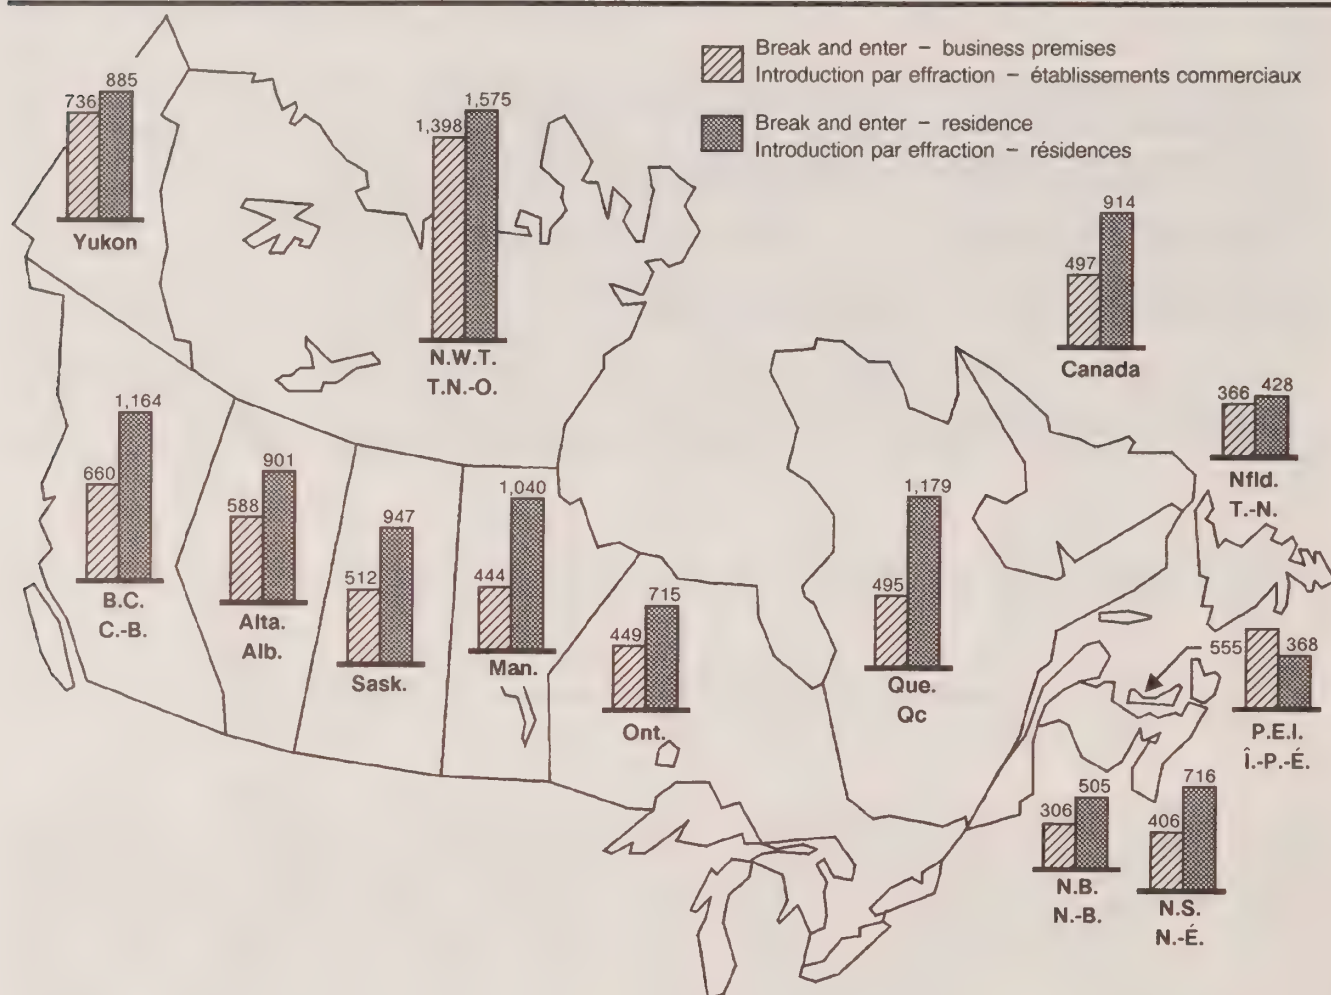 Break and enter – business premises
Introduction par effraction – établissements commerciaux
Break and enter – residence
Introduction par effraction – résidences
736 885
Yukon
1,398 1,575
N.W.T.
T.N.-O.
497 914
Canada
366 428
Nfld.
T.-N.
660 1,164
B.C.
C.-B.
588 901
Alta.
Alb.
512 947
Sask.
444 1,040
Man.
449 715
Ont.
495 1,179
Que.
Qc
555 368
P.E.I.
Î.-P.-É.
306 505
N.B.
N.-B.
406 716
N.S.
N.-É.